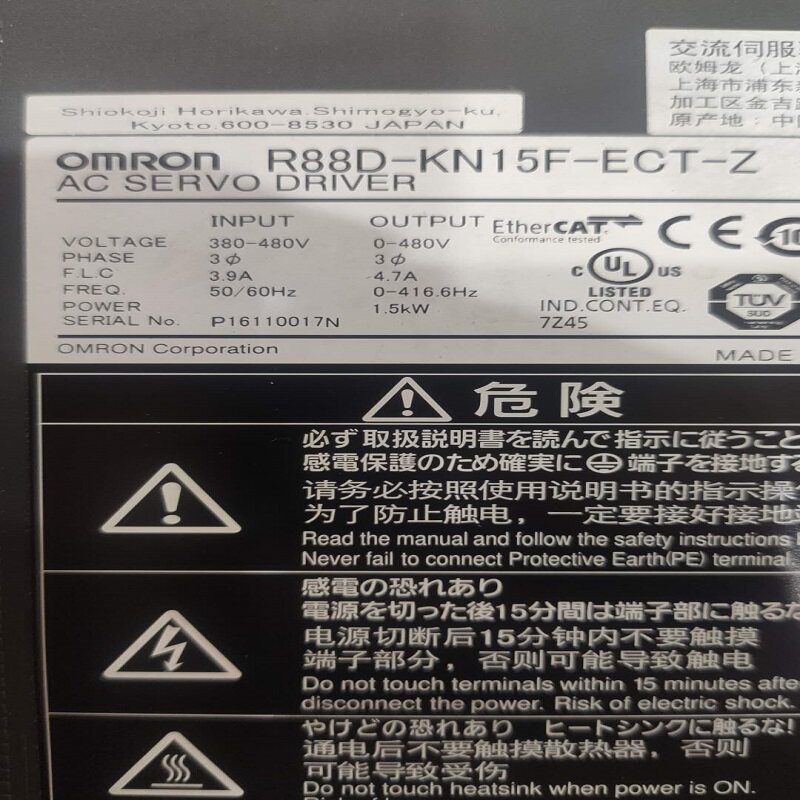 交流伺服
欧姆龙（上
上海市浦东
加工区金吉
原产地：中
Shiokoji Horikawa.Shimogyo-ku,
Kyoto.600-8530 JAPAN
OMRON R88D-KN15F-ECT-Z
AC SERVO DRIVER
INPUT OUTPUT
VOLTAGE 380-480V 0-480V
PHASE 3ϕ 3ϕ
F.L.C 3.9A 4.7A
FREQ. 50/60Hz 0-416.6Hz
POWER 1.5kW
SERIAL No. P16110017N
EtherCAT
Conformance tested
CE
10
C UL US
LISTED
IND.CONT.EQ.
7Z45
TÜV
SÜD
OMRON Corporation MADE
危険
必ず取扱説明書を読んで指示に従うこと
感電保護のため確実に端子を接地する
请务必按照使用说明书的指示操
为了防止触电，一定要接好接地
Read the manual and follow the safety instructions
Never fail to connect Protective Earth(PE) terminal.
感電の恐れあり
電源を切った後15分間は端子部に触るな
电源切断后15分钟内不要触摸
端子部分，否则可能导致触电
Do not touch terminals within 15 minutes after
disconnect the power. Risk of electric shock.
やけどの恐れあり ヒートシンクに触るな!
通电后不要触摸散热器，否则
可能导致受伤
Do not touch heatsink when power is ON.